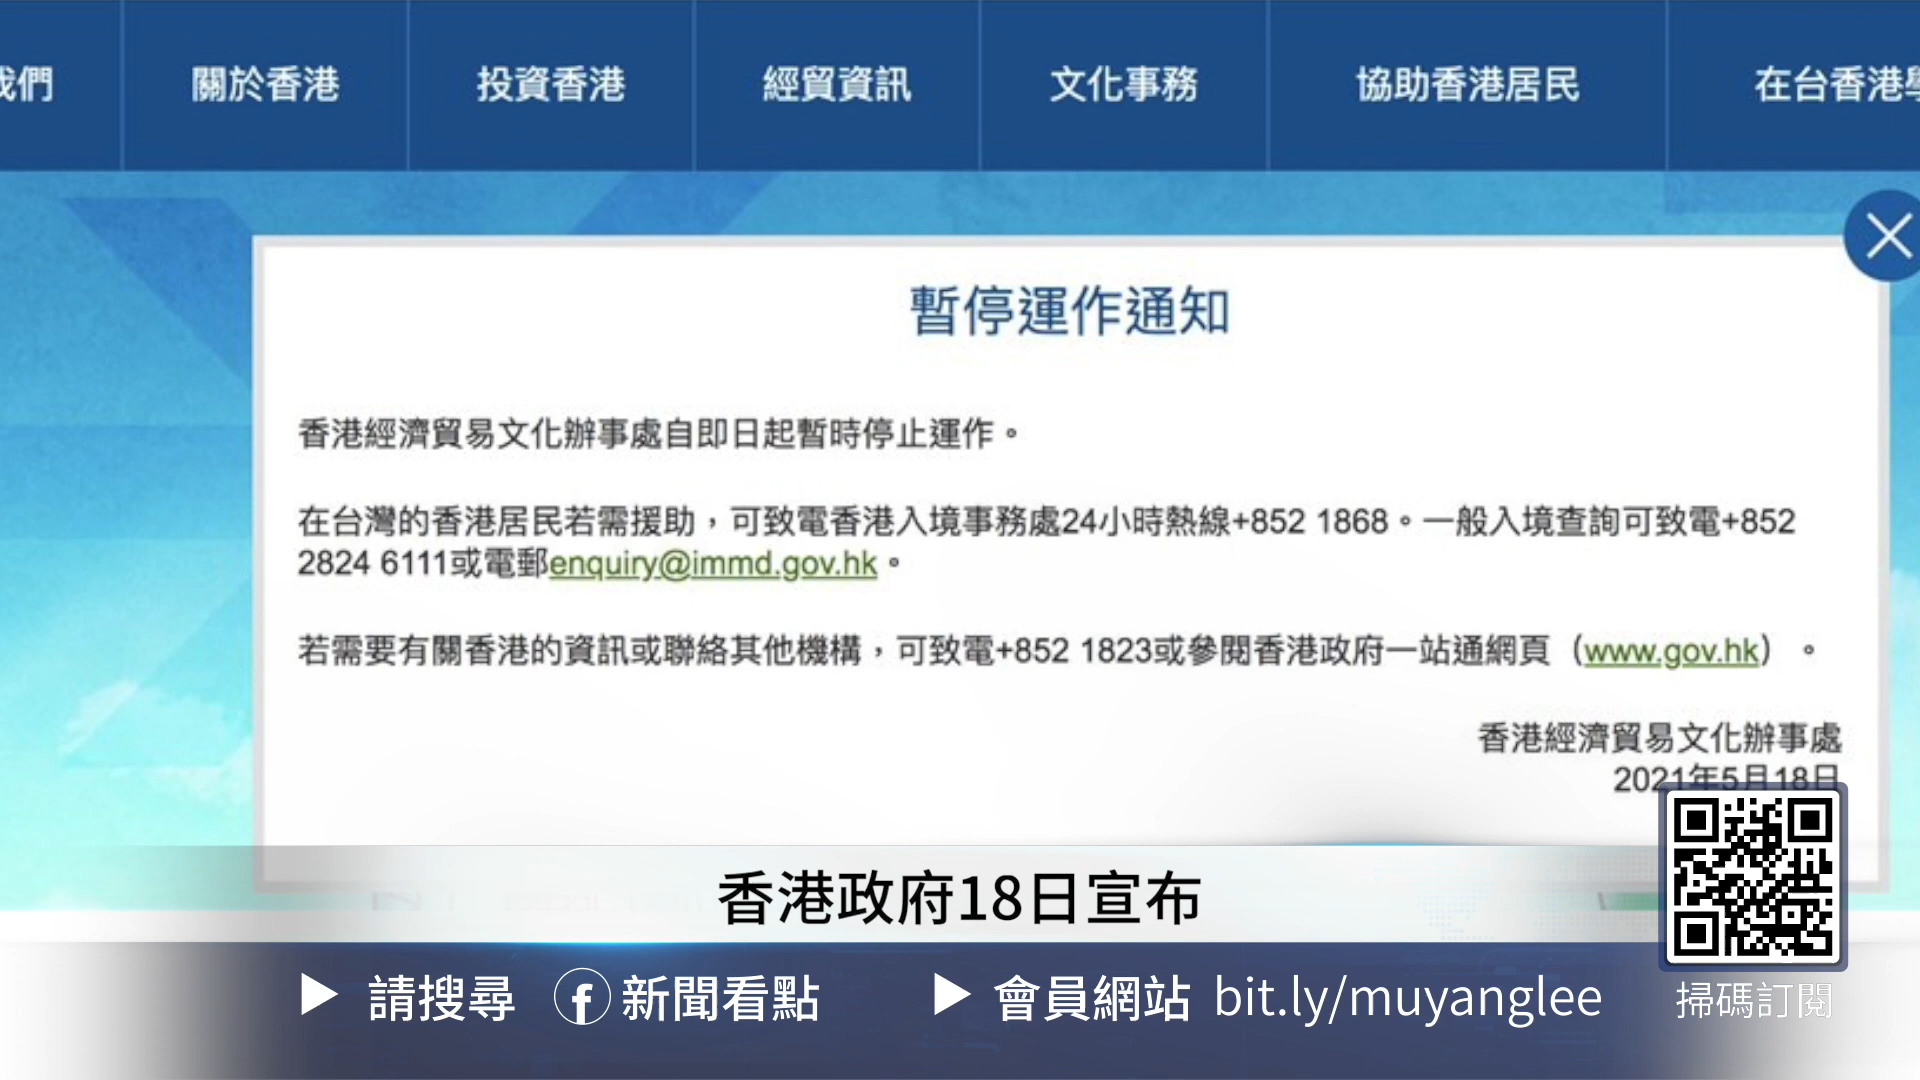 們
關於香港
投資香港
經貿資訊
文化事務
協助香港居民
在台香港
暫停運作通知
香港經濟貿易文化辦事處自即日起暫時停止運作。
在台灣的香港居民若需援助，可致電香港入境事務處24小時熱線+852 1868。一般入境查詢可致電+852
2824 6111或電郵enquiry@immd.gov.hk。
若需要有關香港的資訊或聯絡其他機構，可致電+852 1823或參閱香港政府一站通網頁（www.gov.hk）。
香港經濟貿易文化辦事處
2021年5月18日
香港政府18日宣布
請搜尋 f 新聞看點
會員網站 bit.ly/muyanglee
掃碼訂閱